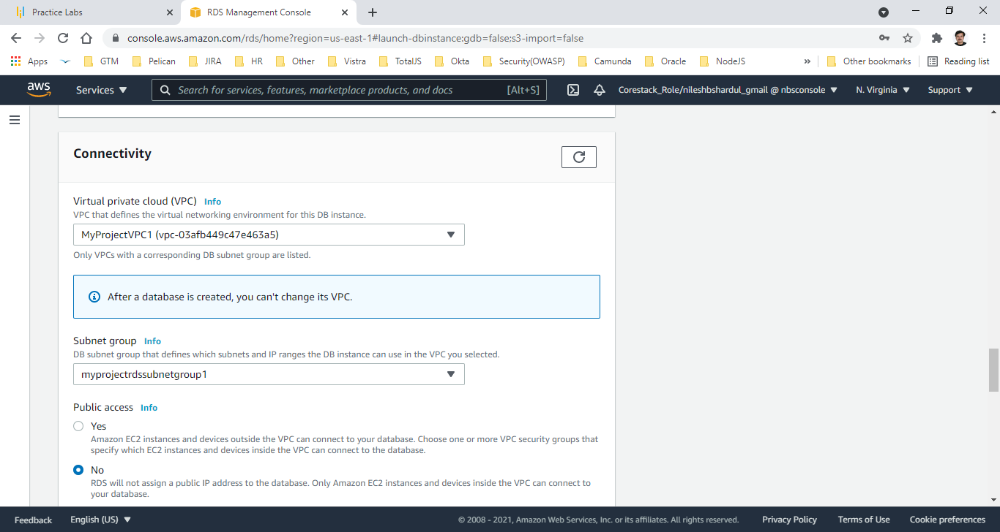 Practice Labs
RDS Management Console
console.aws.amazon.com/rds/home?region=us-east-1#launch-dbinstance:gdb=false;s3-import=false
Apps
GTM
Pelican
JIRA
HR
Other
Vistra
TotalJS
Okta
Security(OWASP)
Camunda
Oracle
NodeJS
»
Other bookmarks
Reading list
aws
Services
Search for services, features, marketplace products, and docs
[Alt+S]
Corestack_Role/nileshbshardul_gmail @ nbsconsole
N. Virginia
Support
Connectivity
Virtual private cloud (VPC) Info
VPC that defines the virtual networking environment for this DB instance.
MyProjectVPC1 (vpc-03afb449c47e463a5)
Only VPCs with a corresponding DB subnet group are listed.
After a database is created, you can't change its VPC.
Subnet group Info
DB subnet group that defines which subnets and IP ranges the DB instance can use in the VPC you selected.
myprojectrdssubnetgroup1
Public access Info
Yes
Amazon EC2 instances and devices outside the VPC can connect to your database. Choose one or more VPC security groups that
specify which EC2 instances and devices inside the VPC can connect to the database.
No
RDS will not assign a public IP address to the database. Only Amazon EC2 instances and devices inside the VPC can connect to
your database.
Feedback
English (US)
© 2008 - 2021, Amazon Web Services, Inc. or its affiliates. All rights reserved.
Privacy Policy
Terms of Use
Cookie preferences